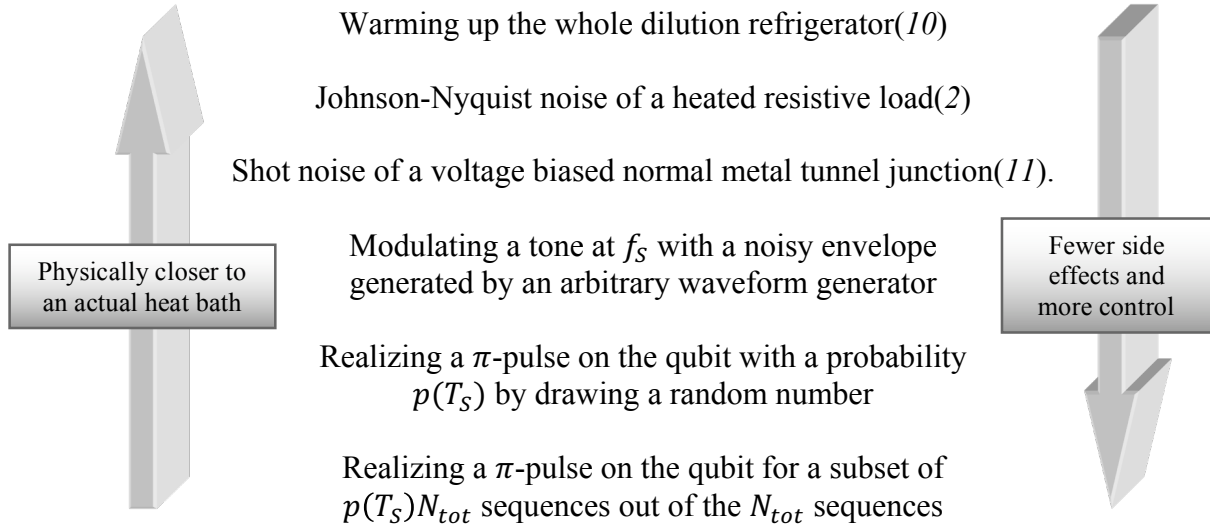 Warming up the whole dilution refrigerator(10)
Johnson-Nyquist noise of a heated resistive load(2)
Shot noise of a voltage biased normal metal tunnel junction(11).
Modulating a tone at f_S with a noisy envelope
generated by an arbitrary waveform generator
Physically closer to
an actual heat bath
Fewer side
effects and
more control
Realizing a π-pulse on the qubit with a probability
p(T_S) by drawing a random number
Realizing a π-pulse on the qubit for a subset of
p(T_S)N_tot sequences out of the N_tot sequences